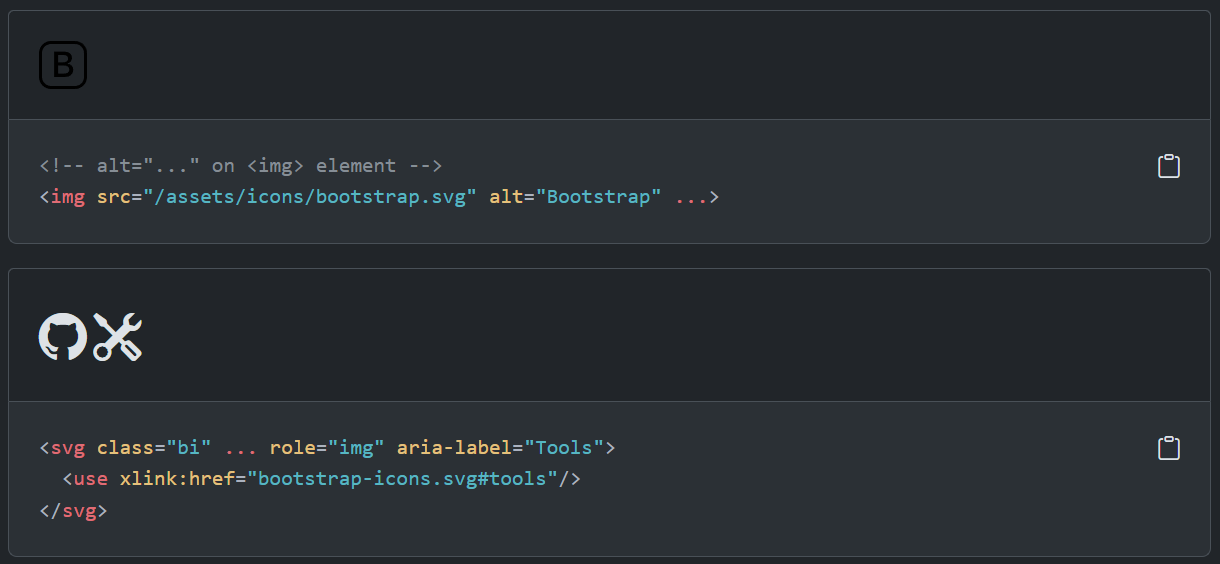 B
<!-- alt="..." on <img> element -->
<img src="/assets/icons/bootstrap.svg" alt="Bootstrap" ...>
<svg class="bi" ... role="img" aria-label="Tools">
  <use xlink:href="bootstrap-icons.svg#tools"/>
</svg>